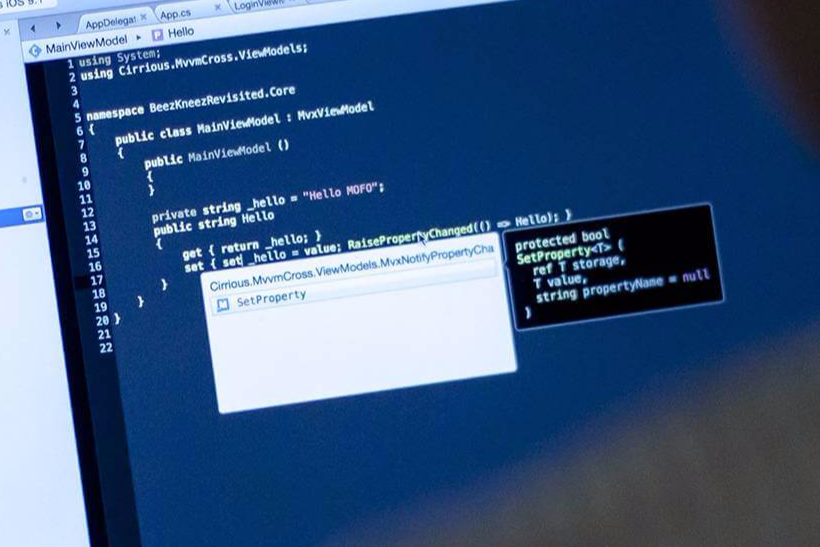 iOS 9.1
AppDelegat × App.cs × LoginViewM
MainViewModel ▸ P Hello
1 using System;
2 using Cirrious.MvvmCross.ViewModels;
3
4
5 namespace BeezKneezRevisited.Core
6 {
7 public class MainViewModel : MvxViewModel
8 {
9 public MainViewModel ()
10 {
11 }
12
13 private string _hello = "Hello MOFO";
14 public string Hello
15 {
16 get { return _hello; }
17 set { set _hello = value; RaisePropertyChanged(() => Hello); }
18 }
19 }
20 }
21
22
Cirrious.MvvmCross.ViewModels.MvxNotifyPropertyCha
SetProperty
protected bool
SetProperty<T> (
ref T storage,
T value,
string propertyName = null
)